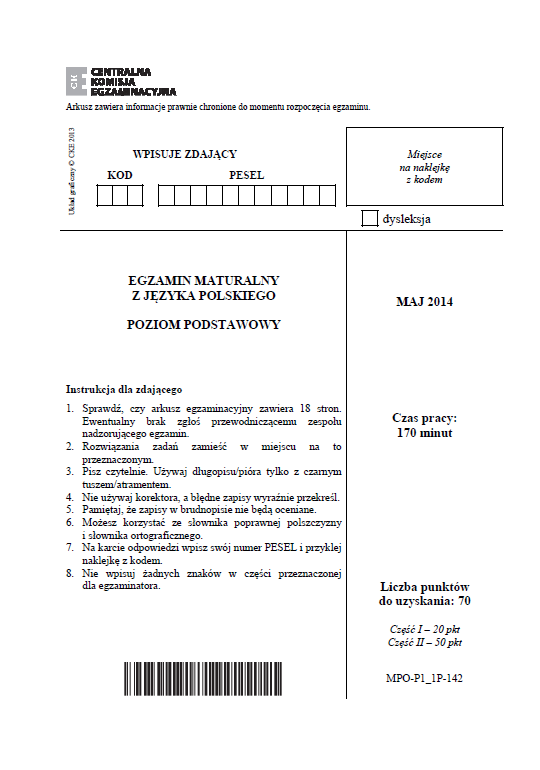 CKE
CENTRALNA
KOMISJA
EGZAMINACYJNA
Arkusz zawiera informacje prawnie chronione do momentu rozpoczęcia egzaminu.
Układ graficzny © CKE 2013
WPISUJE ZDAJĄCY
KOD PESEL
Miejsce
na naklejkę
z kodem
dysleksja
EGZAMIN MATURALNY
Z JĘZYKA POLSKIEGO
POZIOM PODSTAWOWY
MAJ 2014
Instrukcja dla zdającego
1. Sprawdź, czy arkusz egzaminacyjny zawiera 18 stron.
Ewentualny brak zgłoś przewodniczącemu zespołu
nadzorującego egzamin.
2. Rozwiązania zadań zamieść w miejscu na to
przeznaczonym.
3. Pisz czytelnie. Używaj długopisu/pióra tylko z czarnym
tuszem/atramentem.
4. Nie używaj korektora, a błędne zapisy wyraźnie przekreśl.
5. Pamiętaj, że zapisy w brudnopisie nie będą oceniane.
6. Możesz korzystać ze słownika poprawnej polszczyzny
i słownika ortograficznego.
7. Na karcie odpowiedzi wpisz swój numer PESEL i przyklej
naklejkę z kodem.
8. Nie wpisuj żadnych znaków w części przeznaczonej
dla egzaminatora.
Czas pracy:
170 minut
Liczba punktów
do uzyskania: 70
Część I – 20 pkt
Część II – 50 pkt
MPO-P1_1P-142